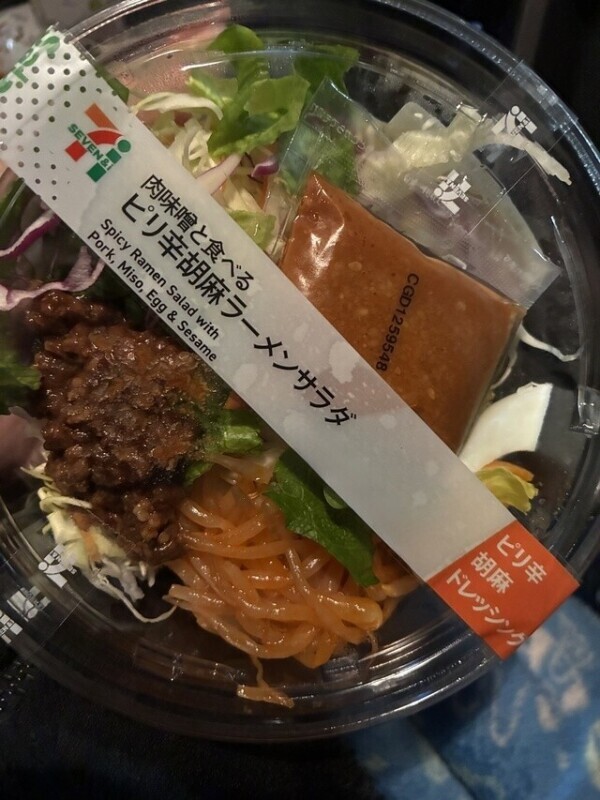 SEVEN&i
肉味噌と食べる
ピリ辛胡麻ラーメンサラダ
Spicy Ramen Salad with
Pork, Miso, Egg & Sesame
CGD1259548
ピリ辛
胡麻
ドレッシング